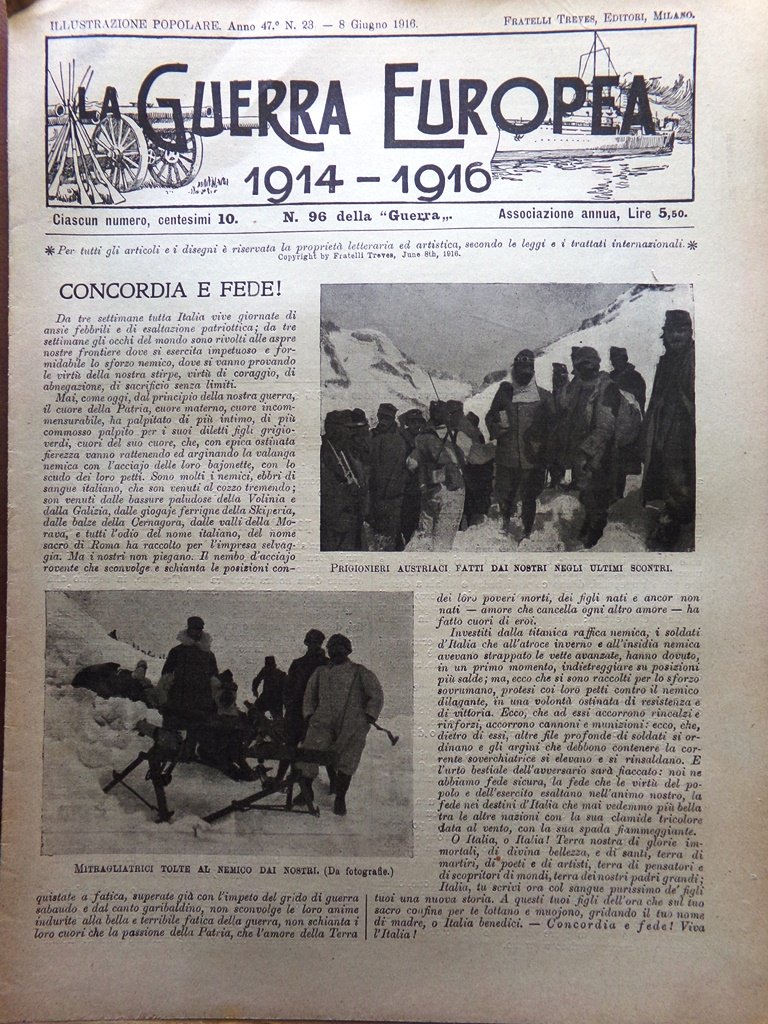 ILLUSTRAZIONE POPOLARE. Anno 47.º N. 23. — 8 Giugno 1916.
FRATELLI TREVES, EDITORI, MILANO.
LA GUERRA EUROPEA
1914 – 1916
Ciascun numero, centesimi 10.
N. 96 della "Guerra„.
Associazione annua, Lire 5,50.
* Per tutti gli articoli e i disegni è riservata la proprietà letteraria ed artistica, secondo le leggi e i trattati internazionali. *
Copyright by Fratelli Treves, June 8th, 1916.
CONCORDIA E FEDE!
Da tre settimane tutta Italia vive giornate di
ansie febbrili e di esaltazione patriottica; da tre
settimane gli occhi del mondo sono rivolti alle aspre
nostre frontiere dove si esercita impetuoso e for-
midabile lo sforzo nemico, dove si vanno provando
le virtù della nostra stirpe, virtù di coraggio, di
abnegazione, di sacrificio senza limiti.
Mai, come oggi, dal principio della nostra guerra,
il cuore della Patria, cuore materno, cuore incom-
mensurabile, ha palpitato di più intimo, di più
commosso palpito per i suoi diletti figli grigio-
verdi, cuori del suo cuore, che, con epica ostinata
fierezza vanno rattenendo ed arginando la valanga
nemica con l'acciajo delle loro bajonette, con lo
scudo dei loro petti. Sono molti i nemici, ebbri di
sangue italiano, che son venuti al cozzo tremendo;
son venuti dalle bassure paludose della Volinia e
dalla Galizia, dalle giogaje ferrigne della Skiperia,
dalle balze della Cernagora, dalle valli della Mo-
rava, e tutti l'odio del nome italiano, del nome
sacro di Roma ha raccolto per l'impresa selvag-
gia. Ma i nostri non piegano. Il nembo d'acciajo
rovente che sconvolge e schianta le posizioni con-
PRIGIONIERI AUSTRIACI FATTI DAI NOSTRI NEGLI ULTIMI SCONTRI.
MITRAGLIATRICI TOLTE AL NEMICO DAI NOSTRI. (Da fotografie.)
quistate a fatica, superate già con l'impeto del grido di guerra
sabaudo e dal canto garibaldino, non sconvolge le loro anime
indurite alla bella e terribile fatica della guerra, non schianta i
loro cuori che la passione della Patria, che l'amore della Terra
dei loro poveri morti, dei figli nati e ancor non
nati — amore che cancella ogni altro amore — ha
fatto cuori di eroi.
Investiti dalla titanica raffica nemica, i soldati
d'Italia che all'atroce inverno e all'insidia nemica
avevano strappato le vette avanzate, hanno dovuto,
in un primo momento, indietreggiare su posizioni
più salde; ma, ecco che si sono raccolti per lo sforzo
sovrumano, protesi coi loro petti contro il nemico
dilagante, in una volontà ostinata di resistenza e
di vittoria. Ecco, che ad essi accorrono rincalzi e
rinforzi, accorrono cannoni e munizioni: ecco, che,
dietro di essi, altre file profonde di soldati si or-
dinano e gli argini che debbono contenere la cor-
rente soverchiatrice si elevano e si rinsaldano. E
l'urto bestiale dell'avversario sarà fiaccato: noi ne
abbiamo fede sicura, la fede che le virtù del po-
polo e dell'esercito esaltano nell'animo nostro, la
fede nei destini d'Italia che mai vedemmo più bella
tra le altre nazioni con la sua clamide tricolore
data al vento, con la sua spada fiammeggiante.
O Italia, o Italia! Terra nostra di glorie im-
mortali, di divina bellezza, e di santi, terra di
martiri, di poeti e di artisti, terra di pensatori e
di scopritori di mondi, terra dei nostri padri grandi;
Italia, tu scrivi ora col sangue purissimo de' figli
tuoi una nuova storia. A questi tuoi figli dell'ora che sul tuo
sacro confine per te lottano e muojono, gridando il tuo nome
di madre, o Italia benedici. — Concordia e fede! Viva
l'Italia!